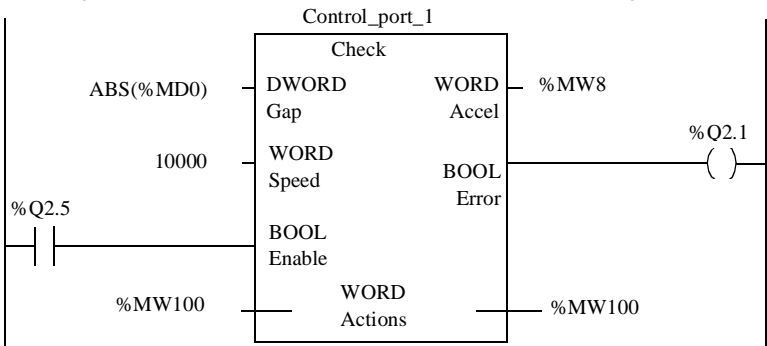 Control_port_1
Check
ABS(%MD0) DWORD WORD %MW8
Gap Accel
%Q2.1
10000 WORD BOOL
Speed Error
%Q2.5
BOOL
Enable
%MW100 WORD %MW100
Actions